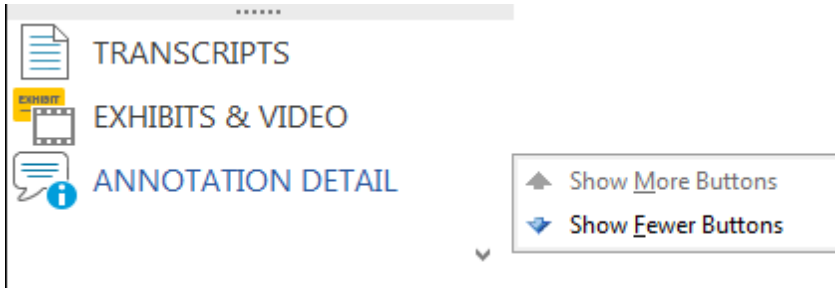 TRANSCRIPTS
EXHIBIT
EXHIBITS & VIDEO
ANNOTATION DETAIL
Show More Buttons
Show Fewer Buttons